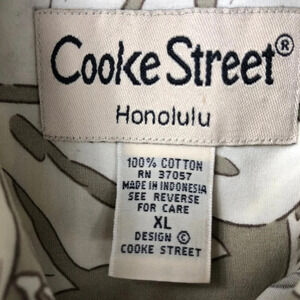 Cooke Street®
Honolulu
100% COTTON
RN 37057
MADE IN INDONESIA
SEE REVERSE
FOR CARE
XL
DESIGN ©
COOKE STREET